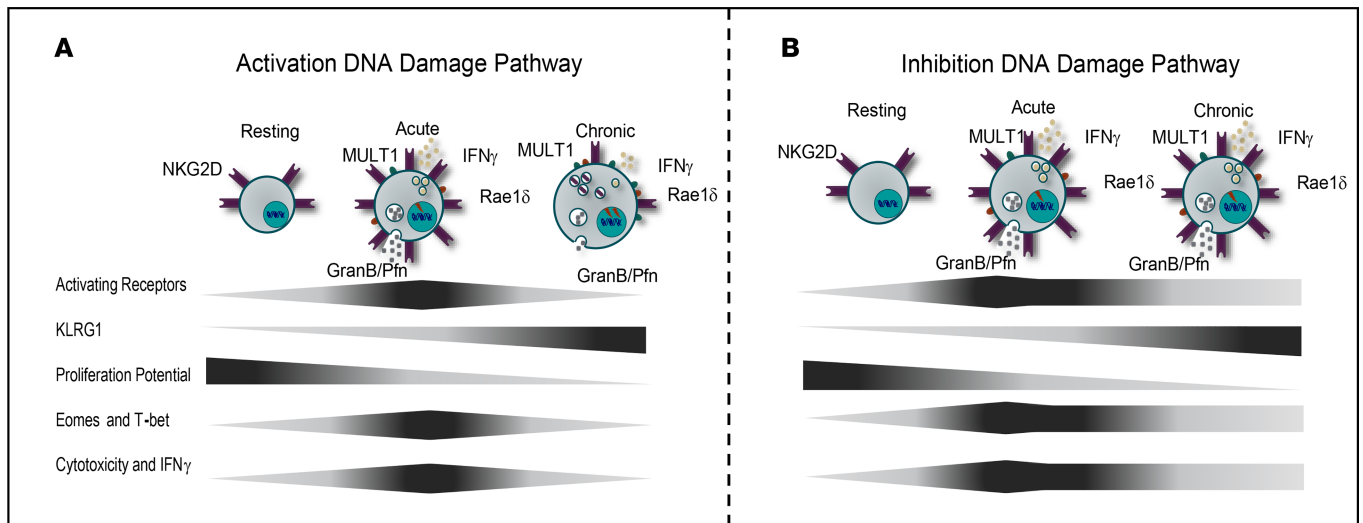 A
Activation DNA Damage Pathway
Resting
Acute
Chronic
NKG2D
MULT1
IFNγ
MULT1
IFNγ
Rae1δ
Rae1δ
GranB/Pfn
GranB/Pfn
Activating Receptors
KLRG1
Proliferation Potential
Eomes and T-bet
Cytotoxicity and IFNγ
B
Inhibition DNA Damage Pathway
Resting
Acute
Chronic
NKG2D
MULT1
IFNγ
MULT1
IFNγ
Rae1δ
Rae1δ
GranB/Pfn
GranB/Pfn